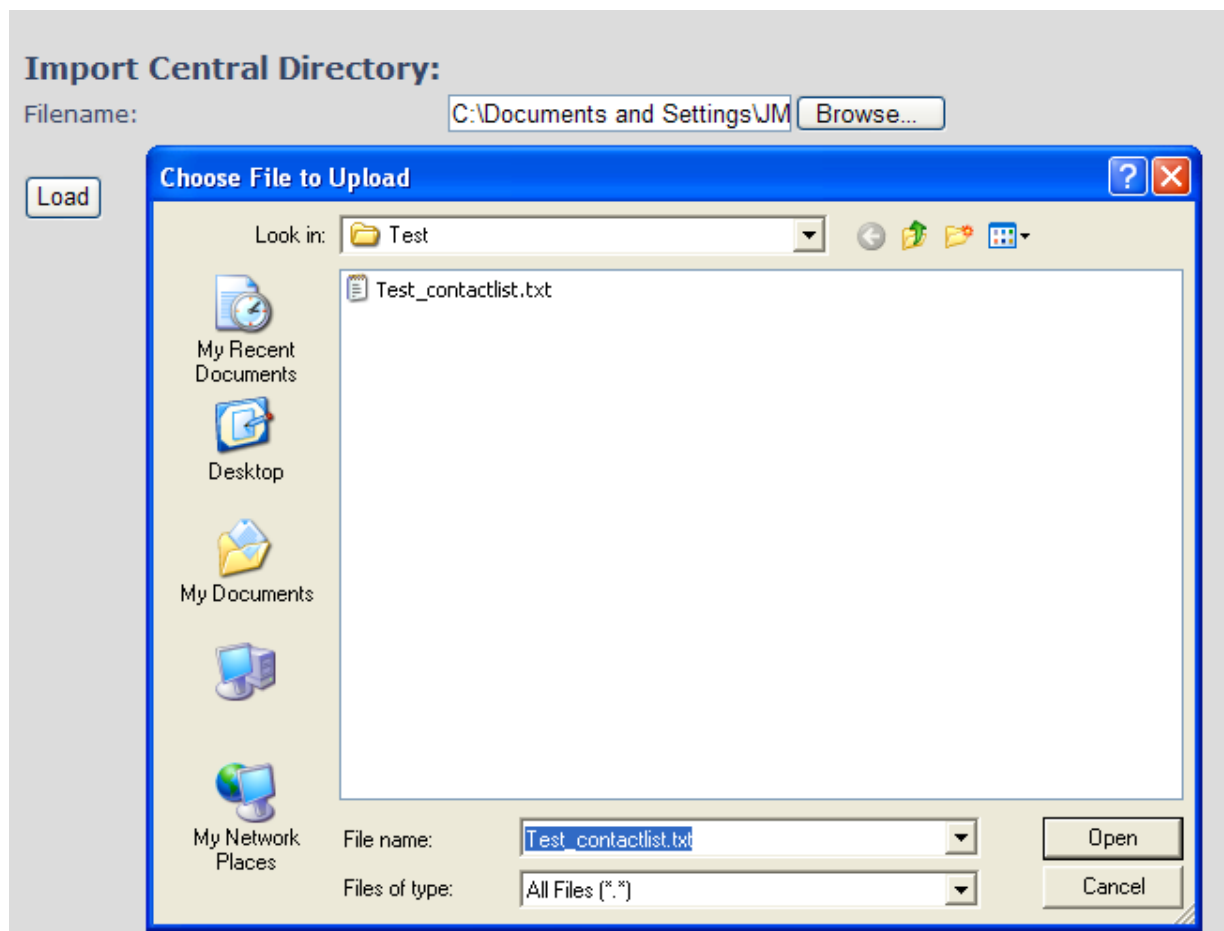 Import Central Directory:
Filename: C:\Documents and Settings\JM Browse...
Load
Choose File to Upload
Look in: Test
Test_contactlist.txt
My Recent
Documents
Desktop
My Documents
My Network
Places
File name: Test_contactlist.txt Open
Files of type: All Files (*.*) Cancel